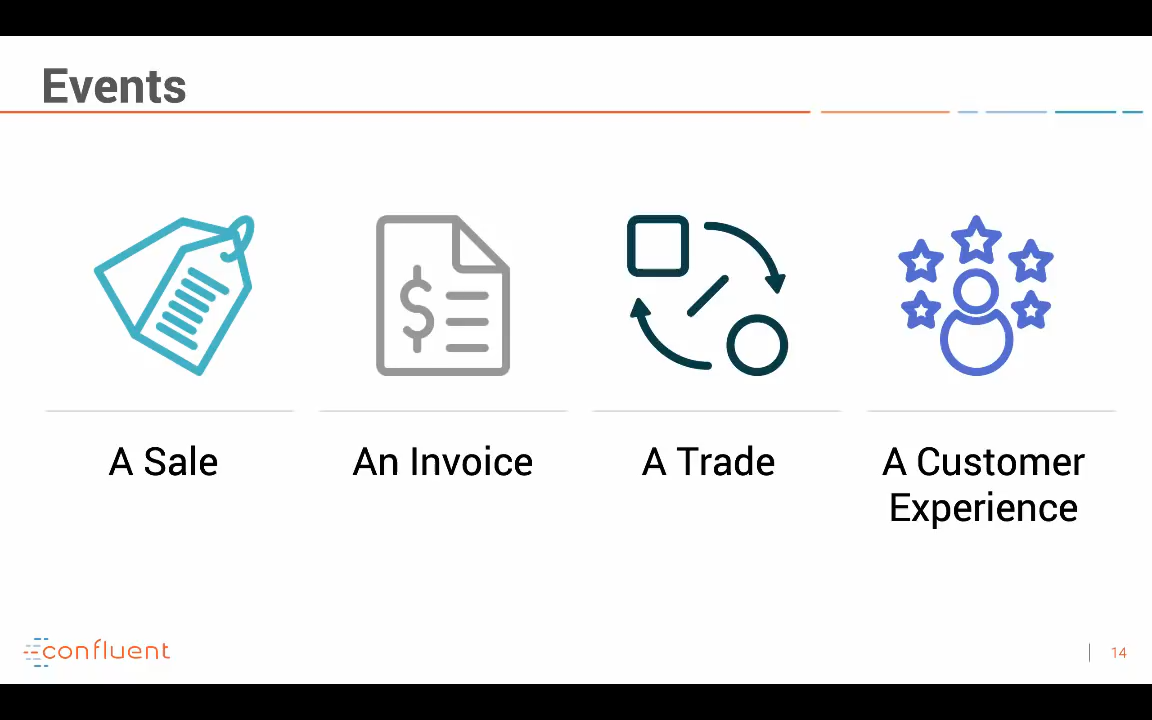 Events
$
A Sale
An Invoice
A Trade
A Customer
Experience
confluent
14